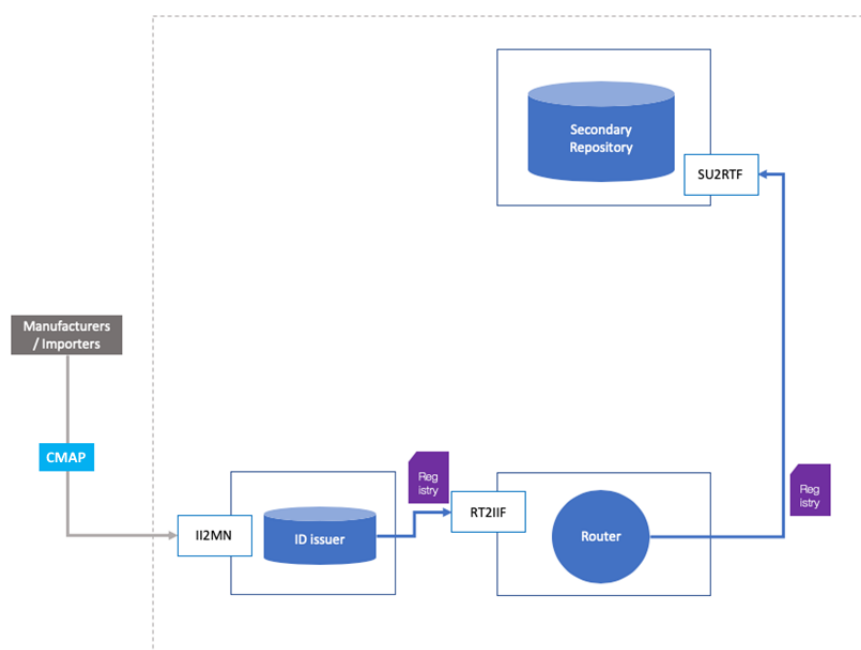 Secondary
Repository
SU2RTF
Manufacturers
/ Importers
CMAP
Reg
istry
Reg
istry
II2MN
ID issuer
RT2IIF
Router